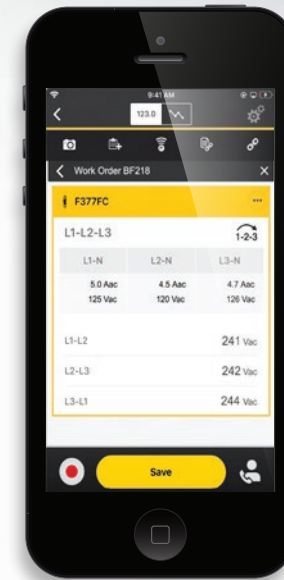 9:41 AM
123.0
Work Order BF218 X
F377FC
L1-L2-L3 1-2-3
L1-N L2-N L3-N
5.0 Aac 4.5 Aac 4.7 Aac
125 Vac 120 Vac 126 Vac
L1-L2 241 Vac
L2-L3 242 Vac
L3-L1 244 Vac
Save